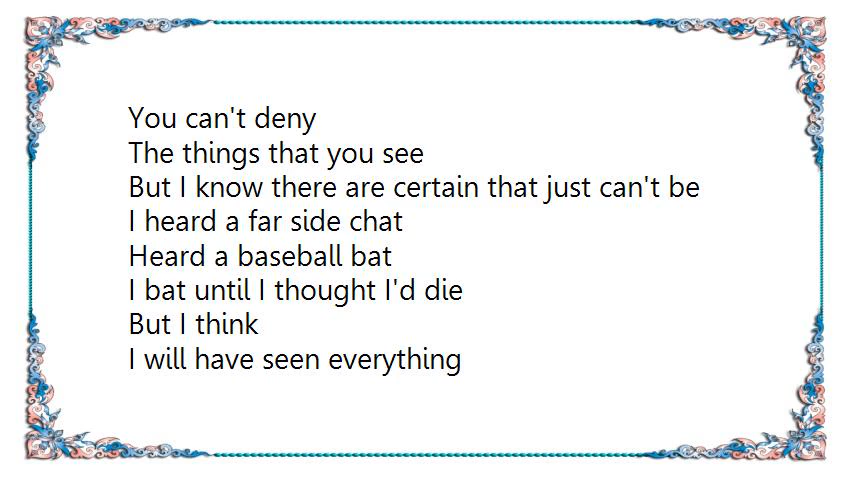 You can't deny
The things that you see
But I know there are certain that just can't be
I heard a far side chat
Heard a baseball bat
I bat until I thought I'd die
But I think
I will have seen everything